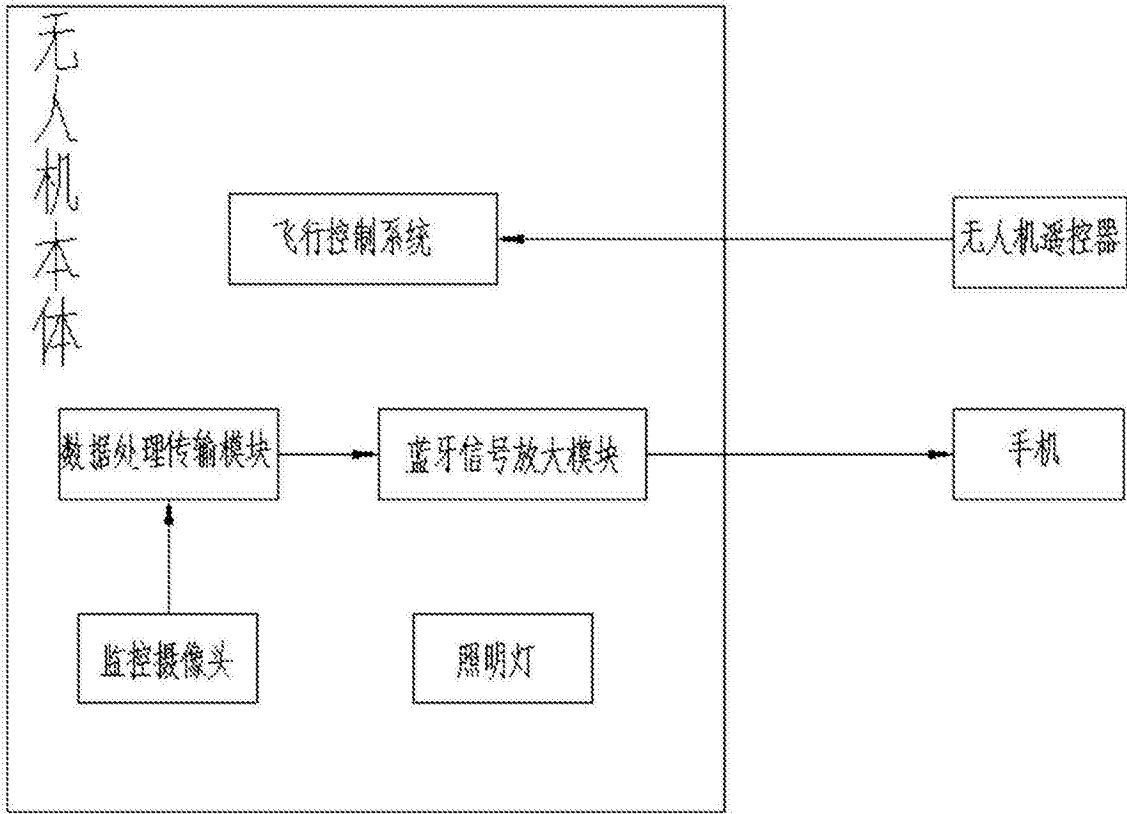 无人机本体
飞行控制系统
无人机遥控器
数据处理传输模块
蓝牙信号放大模块
手机
监控摄像头
照明灯